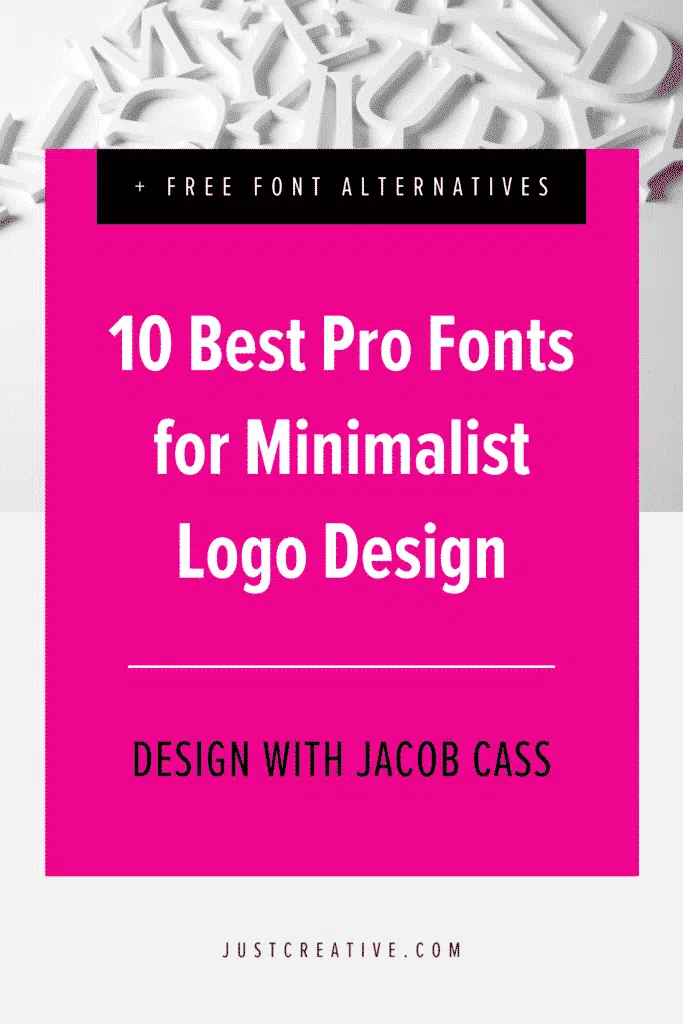 + FREE FONT ALTERNATIVES
10 Best Pro Fonts
for Minimalist
Logo Design
DESIGN WITH JACOB CASS
JUSTCREATIVE.COM